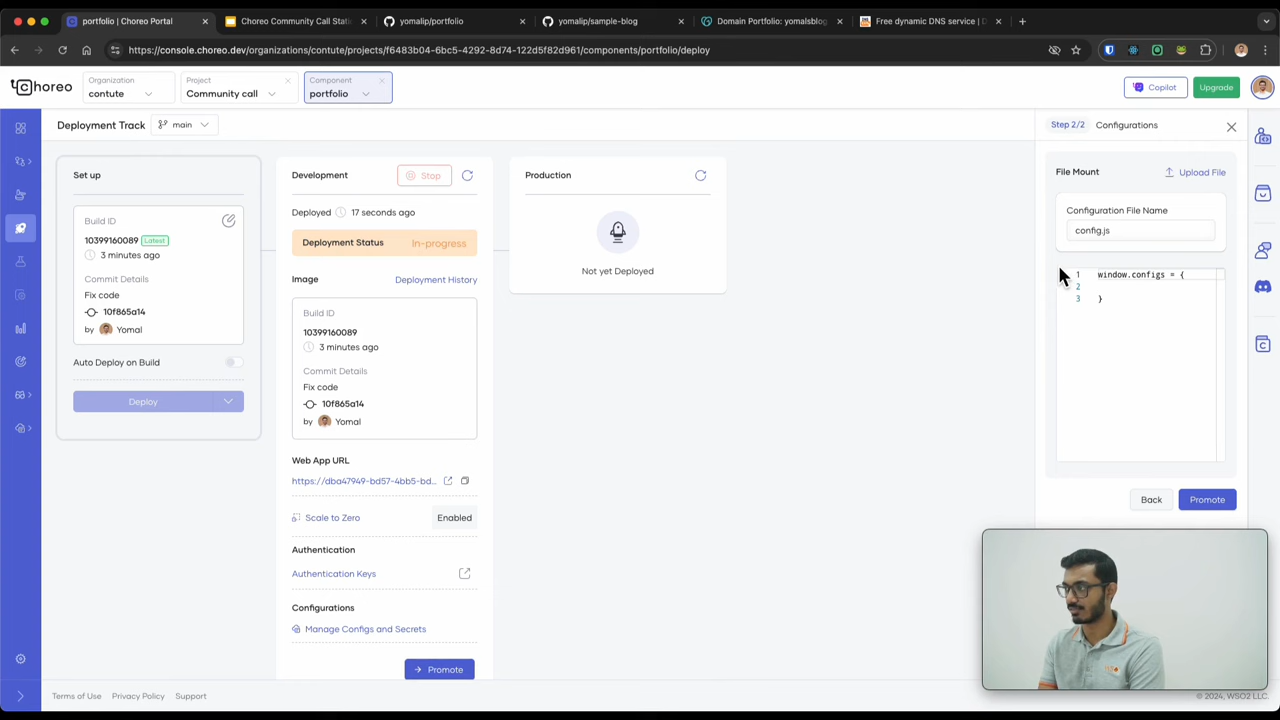 portfolio | Choreo Portal
Choreo Community Call Stati
yomalip/portfolio
yomalip/sample-blog
Domain Portfolio: yomalsblog
Free dynamic DNS service | D
https://console.choreo.dev/organizations/contute/projects/f6483b04-6bc5-4292-8d74-122d5f82d961/components/portfolio/deploy
Choreo
Organization
contute
Project
Community call
Component
portfolio
Copilot
Upgrade
Deployment Track
main
Step 2/2
Configurations
Set up
Build ID
10399160089
Latest
3 minutes ago
Commit Details
Fix code
10f865a14
by
Yomal
Auto Deploy on Build
Deploy
Development
Stop
Deployed
17 seconds ago
Deployment Status
In-progress
Image
Deployment History
Build ID
10399160089
3 minutes ago
Commit Details
Fix code
10f865a14
by
Yomal
Web App URL
https://dba47949-bd57-4bb5-bd...
Scale to Zero
Enabled
Authentication
Authentication Keys
Configurations
Manage Configs and Secrets
Promote
Production
Not yet Deployed
File Mount
Upload File
Configuration File Name
config.js
1 window.configs = {
2
3 }
Back
Promote
Terms of Use
Privacy Policy
Support
© 2024, WSO2 LLC.